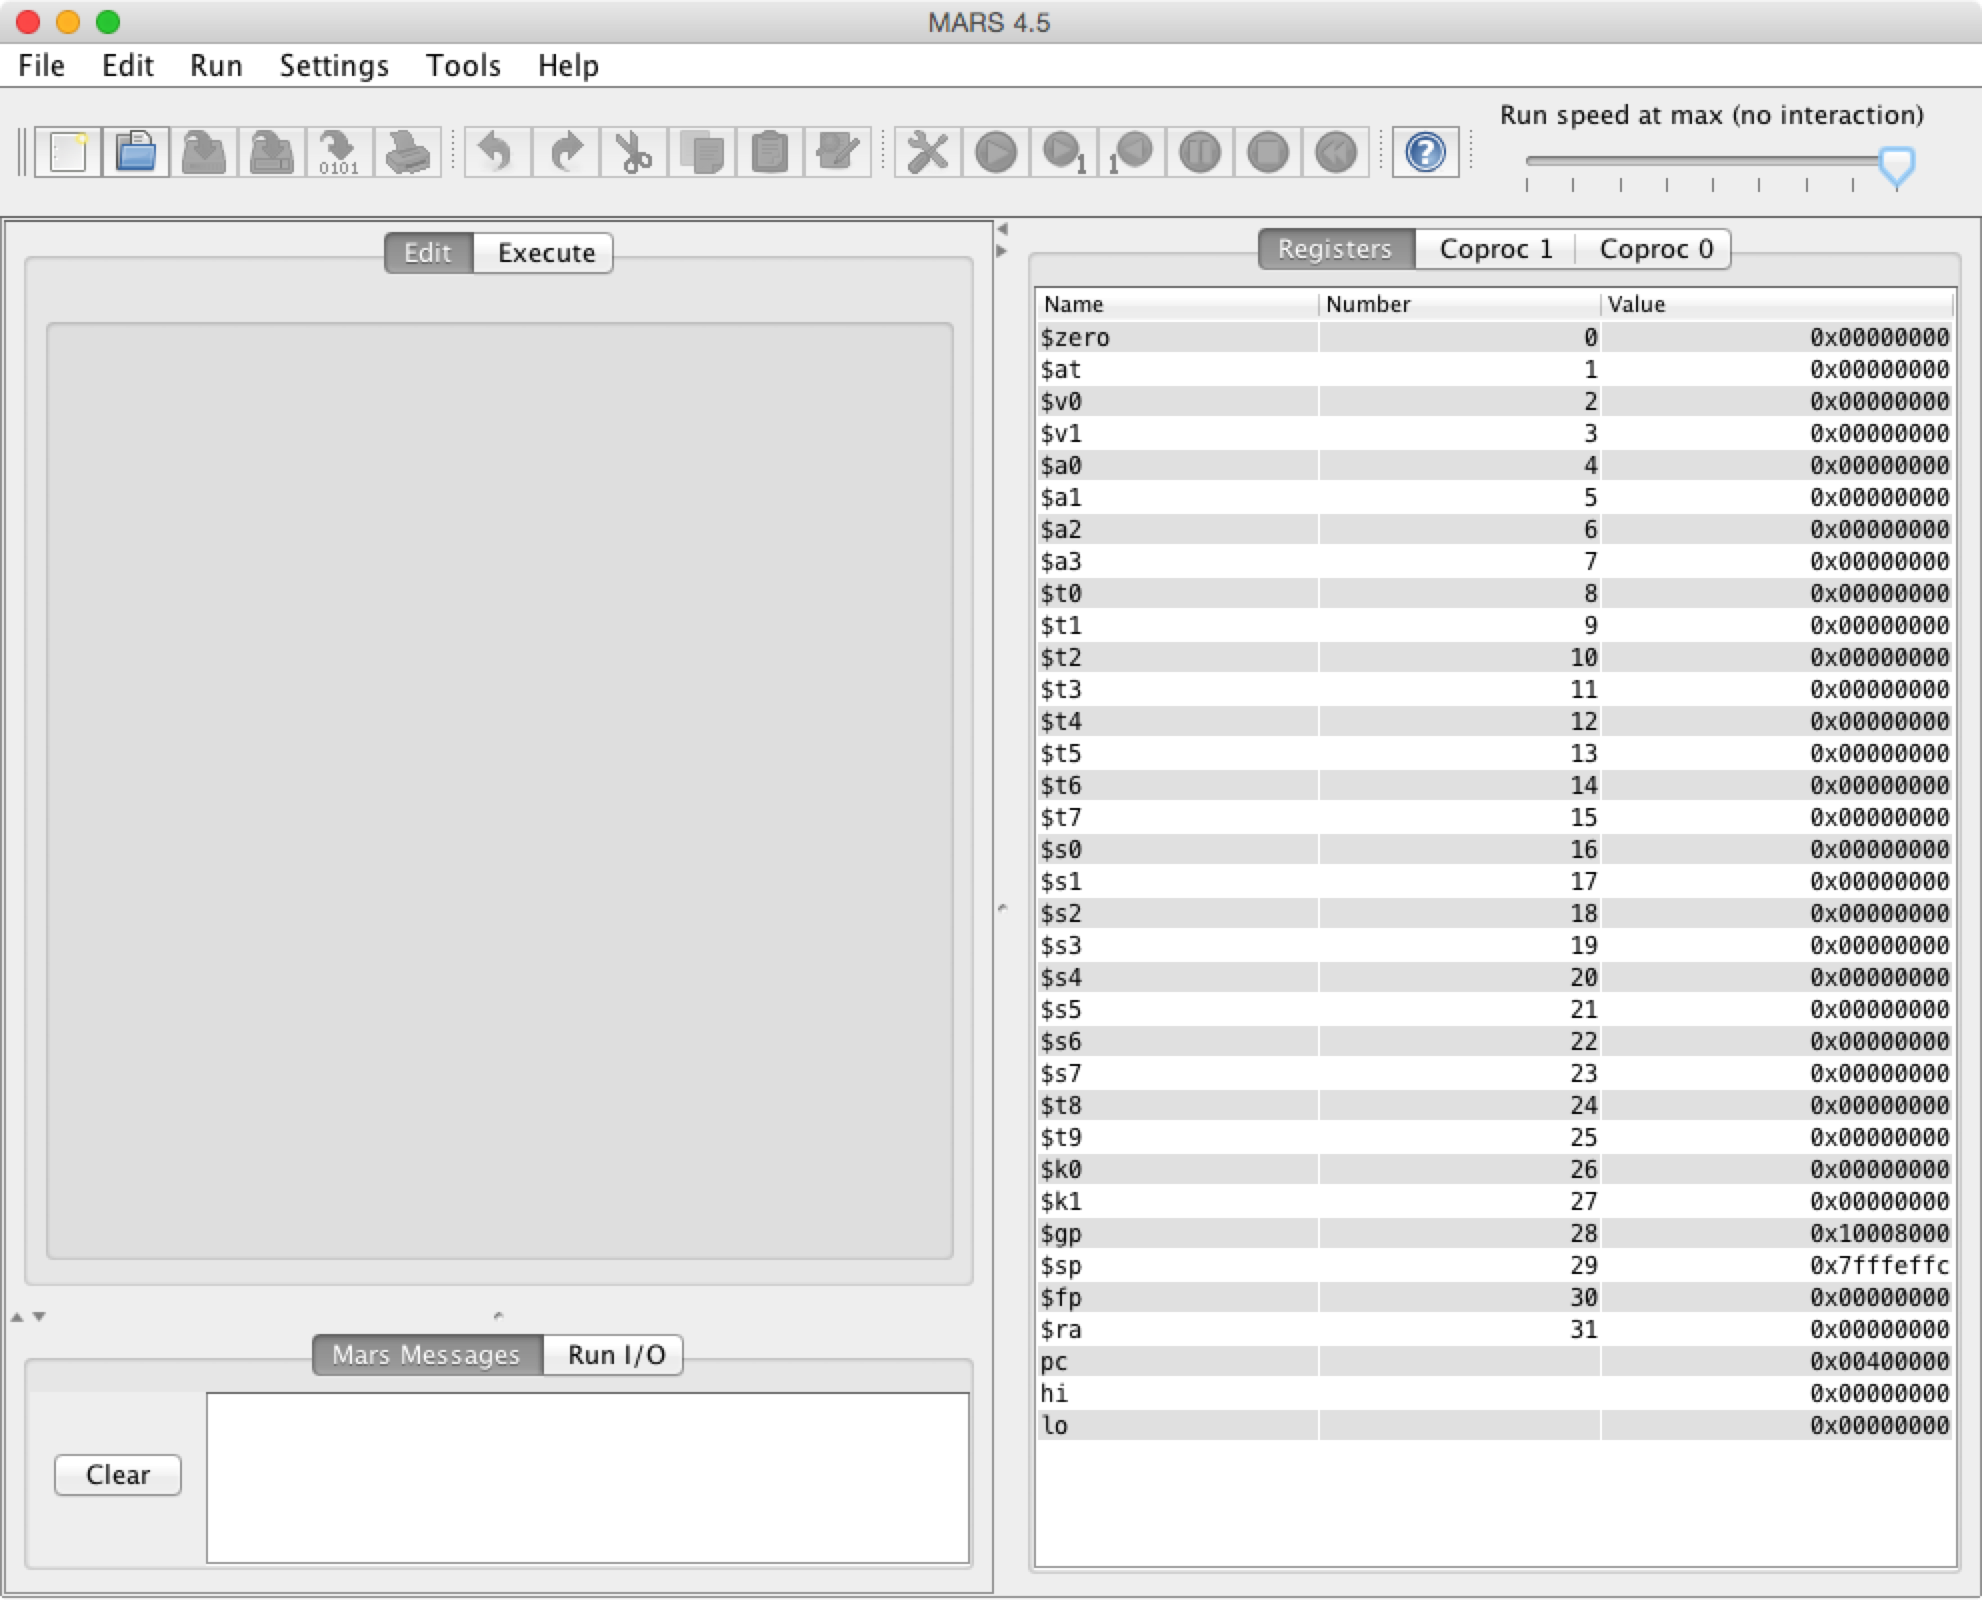 MARS 4.5
File Edit Run Settings Tools Help
Run speed at max (no interaction)
0101
1
1
?
Edit Execute
Registers Coproc 1 Coproc 0
Name Number Value
$zero 0 0x00000000
$at 1 0x00000000
$v0 2 0x00000000
$v1 3 0x00000000
$a0 4 0x00000000
$a1 5 0x00000000
$a2 6 0x00000000
$a3 7 0x00000000
$t0 8 0x00000000
$t1 9 0x00000000
$t2 10 0x00000000
$t3 11 0x00000000
$t4 12 0x00000000
$t5 13 0x00000000
$t6 14 0x00000000
$t7 15 0x00000000
$s0 16 0x00000000
$s1 17 0x00000000
$s2 18 0x00000000
$s3 19 0x00000000
$s4 20 0x00000000
$s5 21 0x00000000
$s6 22 0x00000000
$s7 23 0x00000000
$t8 24 0x00000000
$t9 25 0x00000000
$k0 26 0x00000000
$k1 27 0x00000000
$gp 28 0x10008000
$sp 29 0x7fffeffc
$fp 30 0x00000000
$ra 31 0x00000000
pc 0x00400000
hi 0x00000000
lo 0x00000000
Mars Messages Run I/O
Clear